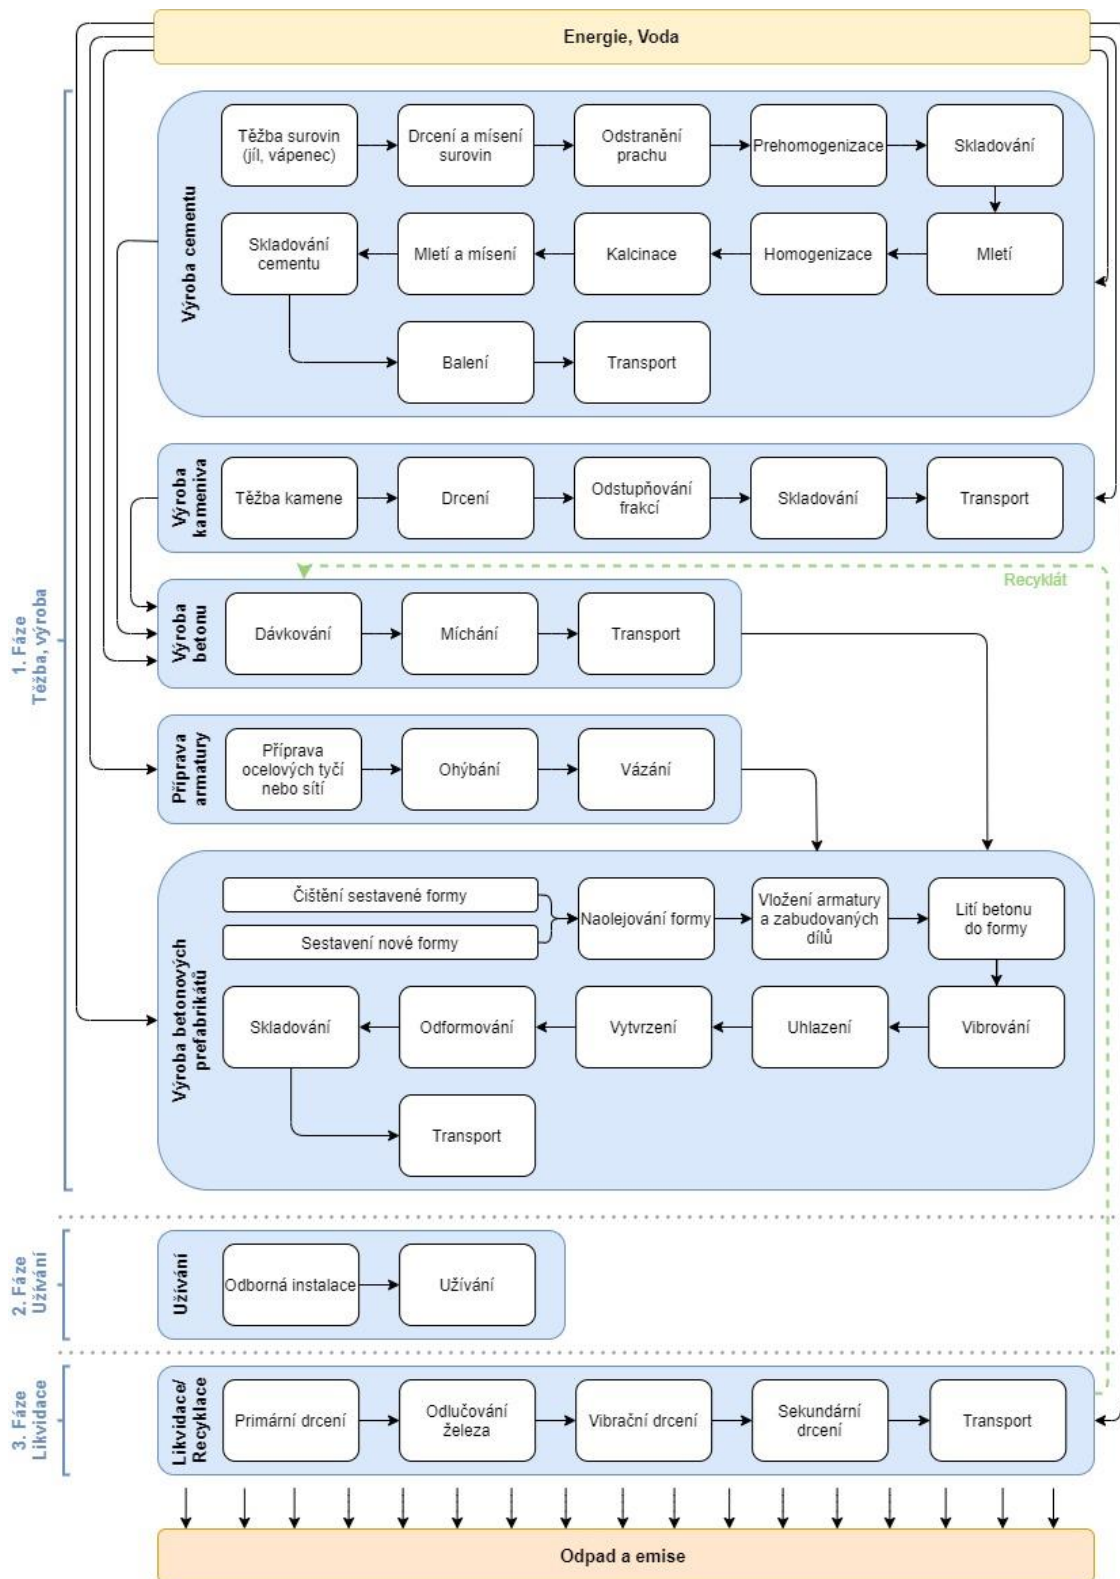 Energie, Voda
1. Fáze
Těžba, výroba
Výroba cementu
Těžba surovin
(jíl, vápenec)
Drcení a mísení
surovin
Odstranění
prachu
Prehomogenizace
Skladování
Skladování
cementu
Mletí a mísení
Kalcinace
Homogenizace
Mletí
Balení
Transport
Výroba
kameniva
Těžba kamene
Drcení
Odstupňování
frakcí
Skladování
Transport
Recyklát
Výroba
betonu
Dávkování
Míchání
Transport
Příprava
armatury
Příprava
ocelových tyčí
nebo sítí
Ohýbání
Vázání
Výroba betonových
prefabrikátů
Čištění sestavené formy
Sestavení nové formy
Naolejování formy
Vložení armatury
a zabudovaných
dílů
Lití betonu
do formy
Skladování
Odformování
Vytvrzení
Uhlazení
Vibrování
Transport
2. Fáze
Užívání
Užívání
Odborná instalace
Užívání
3. Fáze
Likvidace
Likvidace/
Recyklace
Primární drcení
Odlučování
železa
Vibrační drcení
Sekundární
drcení
Transport
Odpad a emise